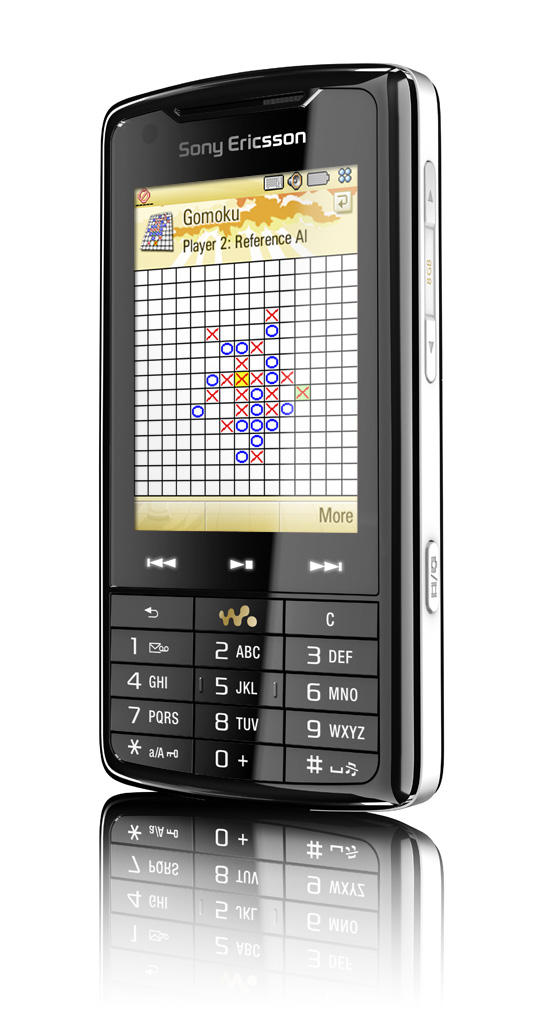 Sony Ericsson
Gomoku
Player 2: Reference AI
8GB
More
C
1
2 ABC
3 DEF
4 GHI
5 JKL
6 MNO
7 PQRS
8 TUV
9 WXYZ
* a/A
0 +
#